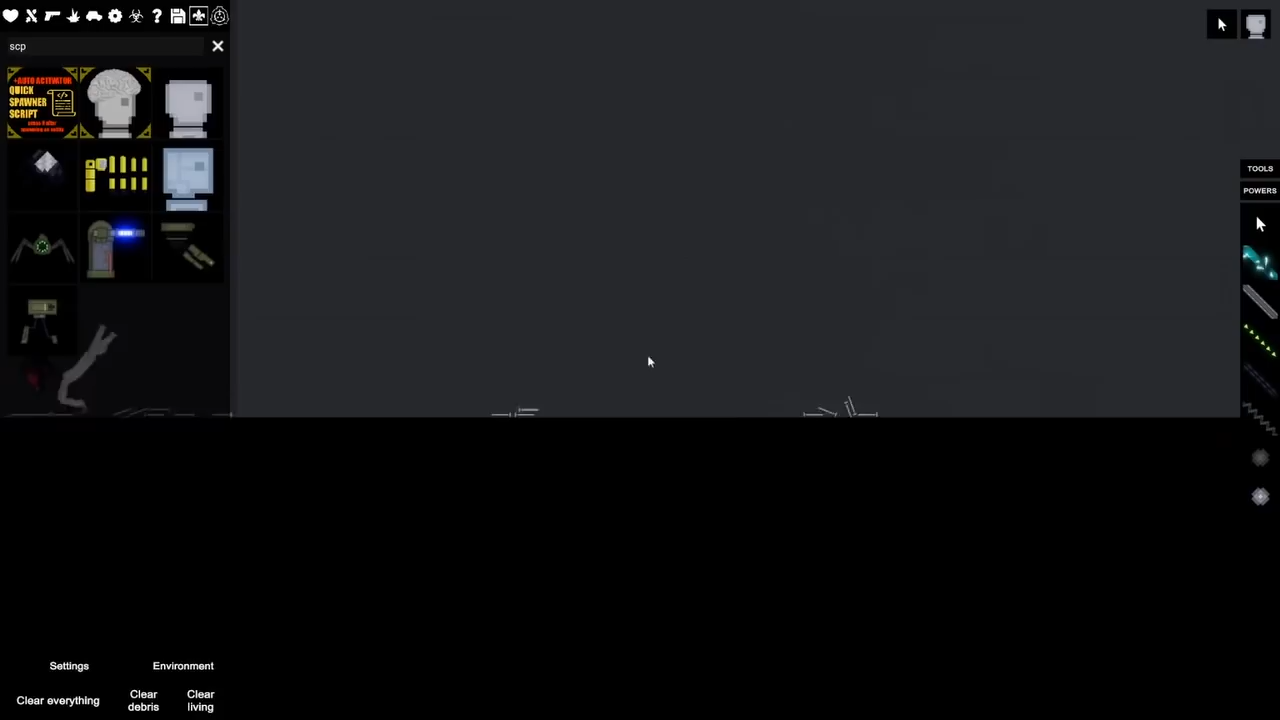 scp
+AUTO ACTIVATOR
QUICK
SPAWNER
SCRIPT
TOOLS
POWERS
Settings
Environment
Clear everything
Clear
debris
Clear
living